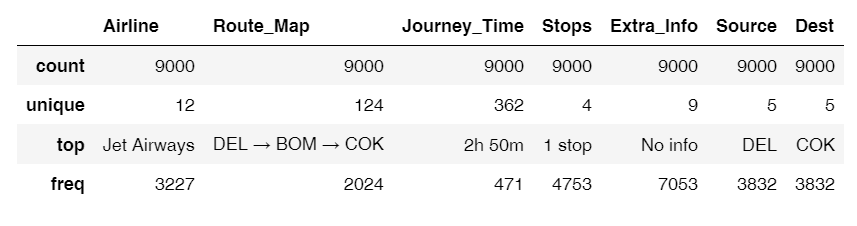 Airline Route_Map Journey_Time Stops Extra_Info Source Dest
count 9000 9000 9000 9000 9000 9000 9000
unique 12 124 362 4 9 5 5
top Jet Airways DEL → BOM → COK 2h 50m 1 stop No info DEL COK
freq 3227 2024 471 4753 7053 3832 3832